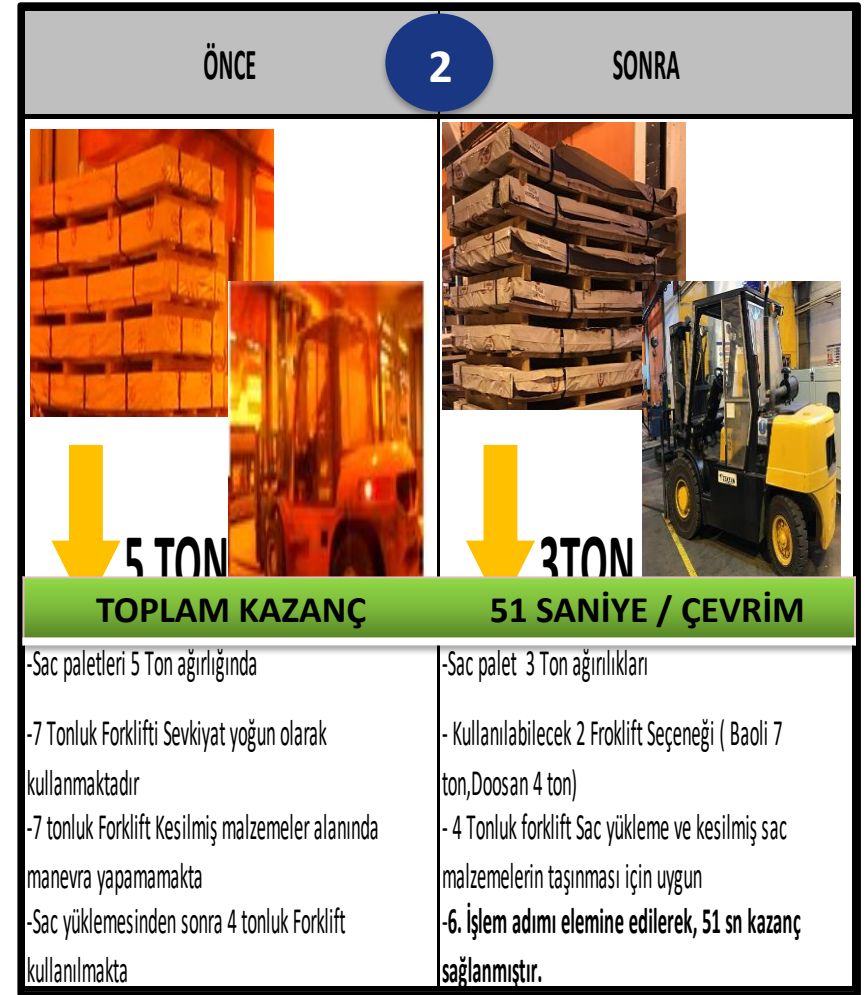 ÖNCE
2
SONRA
5 TON
3TON
TOPLAM KAZANÇ
51 SANİYE / ÇEVRİM
-Sac paletleri 5 Ton ağırlığında
-7 Tonluk Forklifti Sevkiyat yoğun olarak
kullanmaktadır
-7 tonluk Forklift Kesilmiş malzemeler alanında
manevra yapamamakta
-Sac yüklemesinden sonra 4 tonluk Forklift
kullanılmakta
-Sac palet 3 Ton ağırılıkları
- Kullanılabilecek 2 Froklift Seçeneği ( Baoli 7
ton,Doosan 4 ton)
- 4 Tonluk forklift Sac yükleme ve kesilmiş sac
malzemelerin taşınması için uygun
-6. İşlem adımı elemine edilerek, 51 sn kazanç
sağlanmıştır.